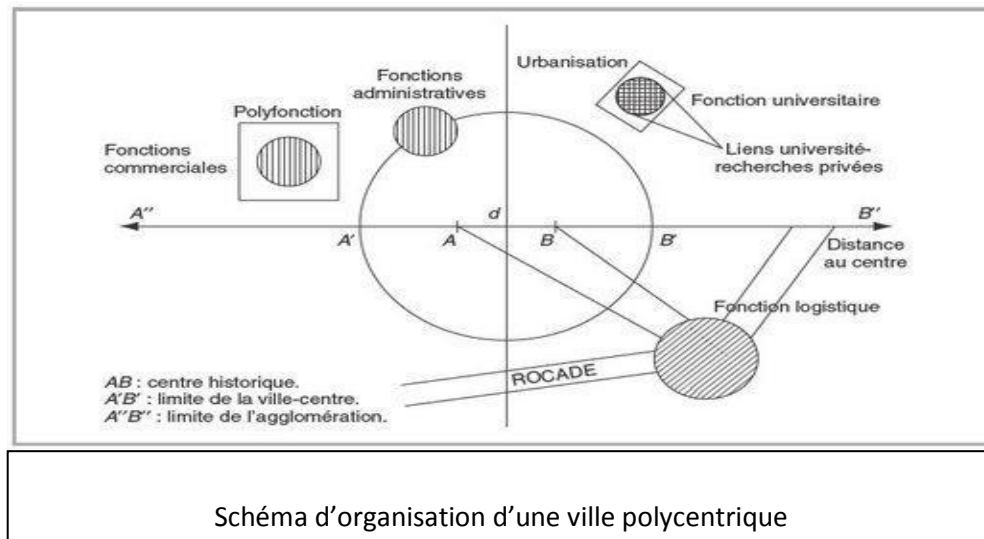 Urbanisation
Fonctions
administratives
Polyfonction
Fonction universitaire
Fonctions
commerciales
Liens université-
recherches privées
A"
d
B"
A'
A
B
B'
Distance
au centre
Fonction logistique
ROCADE
AB : centre historique.
A'B' : limite de la ville-centre.
A"B" : limite de l'agglomération.
Schéma d’organisation d’une ville polycentrique